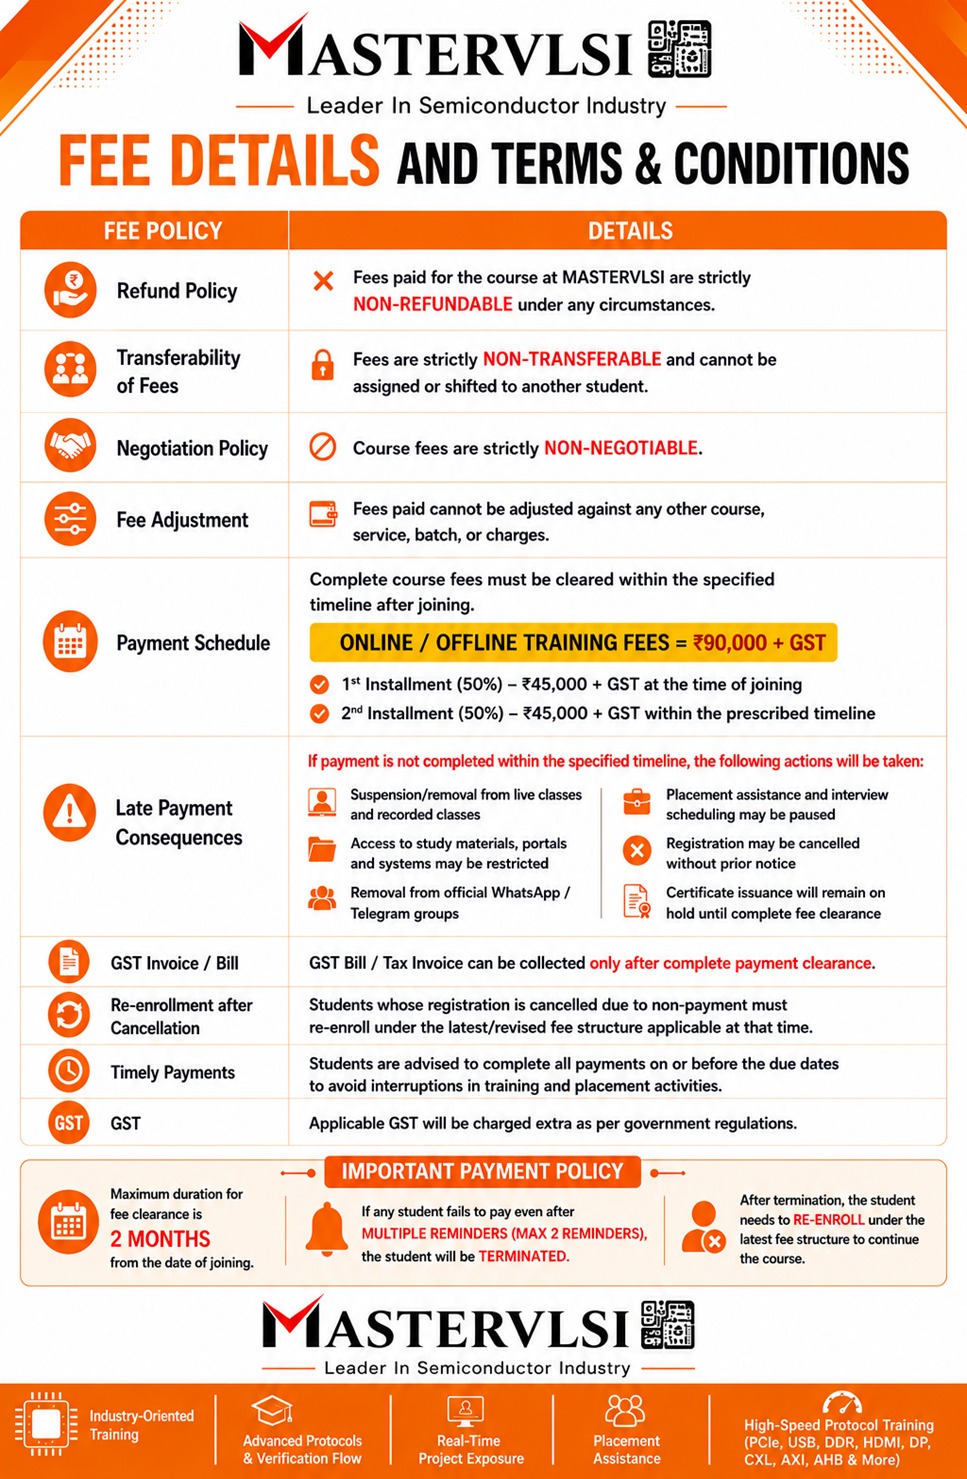 MASTERVLSI
Leader In Semiconductor Industry
FEE DETAILS AND TERMS & CONDITIONS
FEE POLICY
DETAILS
Refund Policy
Fees paid for the course at MASTERVLSI are strictly
NON-REFUNDABLE under any circumstances.
Transferability
of Fees
Fees are strictly NON-TRANSFERABLE and cannot be
assigned or shifted to another student.
Negotiation Policy
Course fees are strictly NON-NEGOTIABLE.
Fee Adjustment
Fees paid cannot be adjusted against any other course,
service, batch, or charges.
Payment Schedule
Complete course fees must be cleared within the specified
timeline after joining.
ONLINE / OFFLINE TRAINING FEES = ₹90,000 + GST
1st Installment (50%) – ₹45,000 + GST at the time of joining
2nd Installment (50%) – ₹45,000 + GST within the prescribed timeline
Late Payment
Consequences
If payment is not completed within the specified timeline, the following actions will be taken:
Suspension/removal from live classes
and recorded classes
Access to study materials, portals
and systems may be restricted
Removal from official WhatsApp /
Telegram groups
Placement assistance and interview
scheduling may be paused
Registration may be cancelled
without prior notice
Certificate issuance will remain on
hold until complete fee clearance
GST Invoice / Bill
GST Bill / Tax Invoice can be collected only after complete payment clearance.
Re-enrollment after
Cancellation
Students whose registration is cancelled due to non-payment must
re-enroll under the latest/revised fee structure applicable at that time.
Timely Payments
Students are advised to complete all payments on or before the due dates
to avoid interruptions in training and placement activities.
GST
GST
Applicable GST will be charged extra as per government regulations.
IMPORTANT PAYMENT POLICY
Maximum duration for
fee clearance is
2 MONTHS
from the date of joining.
If any student fails to pay even after
MULTIPLE REMINDERS (MAX 2 REMINDERS),
the student will be TERMINATED.
After termination, the student
needs to RE-ENROLL under the
latest fee structure to continue
the course.
MASTERVLSI
Leader In Semiconductor Industry
Industry-Oriented
Training
Advanced Protocols
& Verification Flow
Real-Time
Project Exposure
Placement
Assistance
High-Speed Protocol Training
(PCIe, USB, DDR, HDMI, DP,
CXL, AXI, AHB & More)